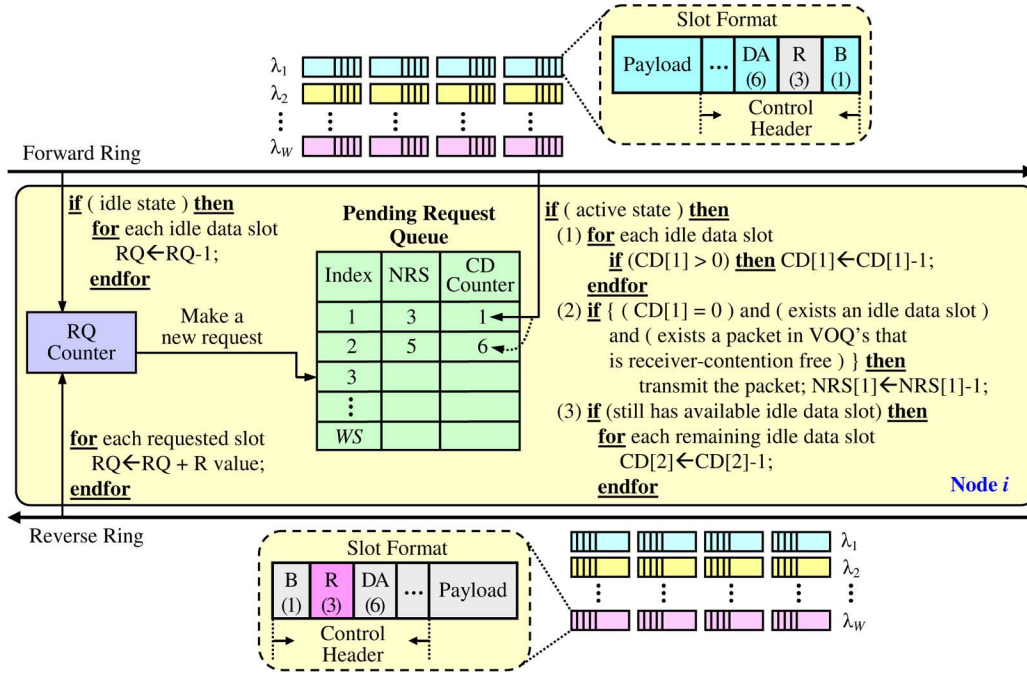 Slot Format
Payload ... DA (6) R (3) B (1)
Control
Header
λ1
λ2
λW
Forward Ring
if ( idle state ) then
for each idle data slot
RQ←RQ-1;
endfor
RQ
Counter
Make a
new request
for each requested slot
RQ←RQ + R value;
endfor
Pending Request
Queue
Index NRS CD Counter
1 3 1
2 5 6
3
⋮
WS
if ( active state ) then
(1) for each idle data slot
if (CD[1] > 0) then CD[1]←CD[1]-1;
endfor
(2) if { ( CD[1] = 0 ) and ( exists an idle data slot )
and ( exists a packet in VOQ's that
is receiver-contention free ) } then
transmit the packet; NRS[1]←NRS[1]-1;
(3) if (still has available idle data slot) then
for each remaining idle data slot
CD[2]←CD[2]-1;
endfor
Node i
Reverse Ring
Slot Format
B (1) R (3) DA (6) ... Payload
Control
Header
λ1
λ2
λW